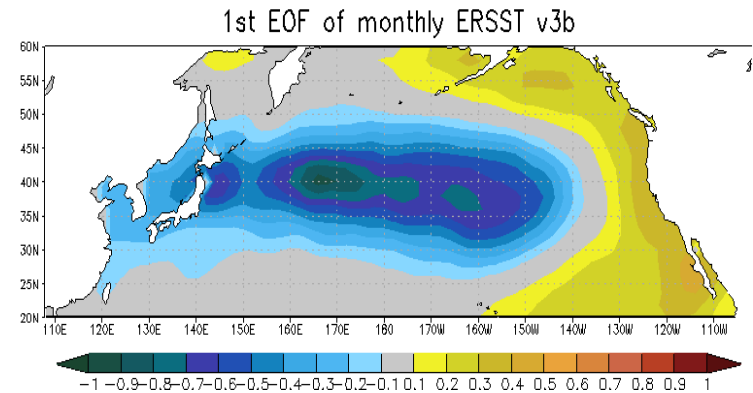 1st EOF of monthly ERSST v3b
60N
55N
50N
45N
40N
35N
30N
25N
20N
110E 120E 130E 140E 150E 160E 170E 180 170W 160W 150W 140W 130W 120W 110W
-1 -0.9-0.8-0.7-0.6-0.5-0.4-0.3-0.2-0.1 0.1 0.2 0.3 0.4 0.5 0.6 0.7 0.8 0.9 1